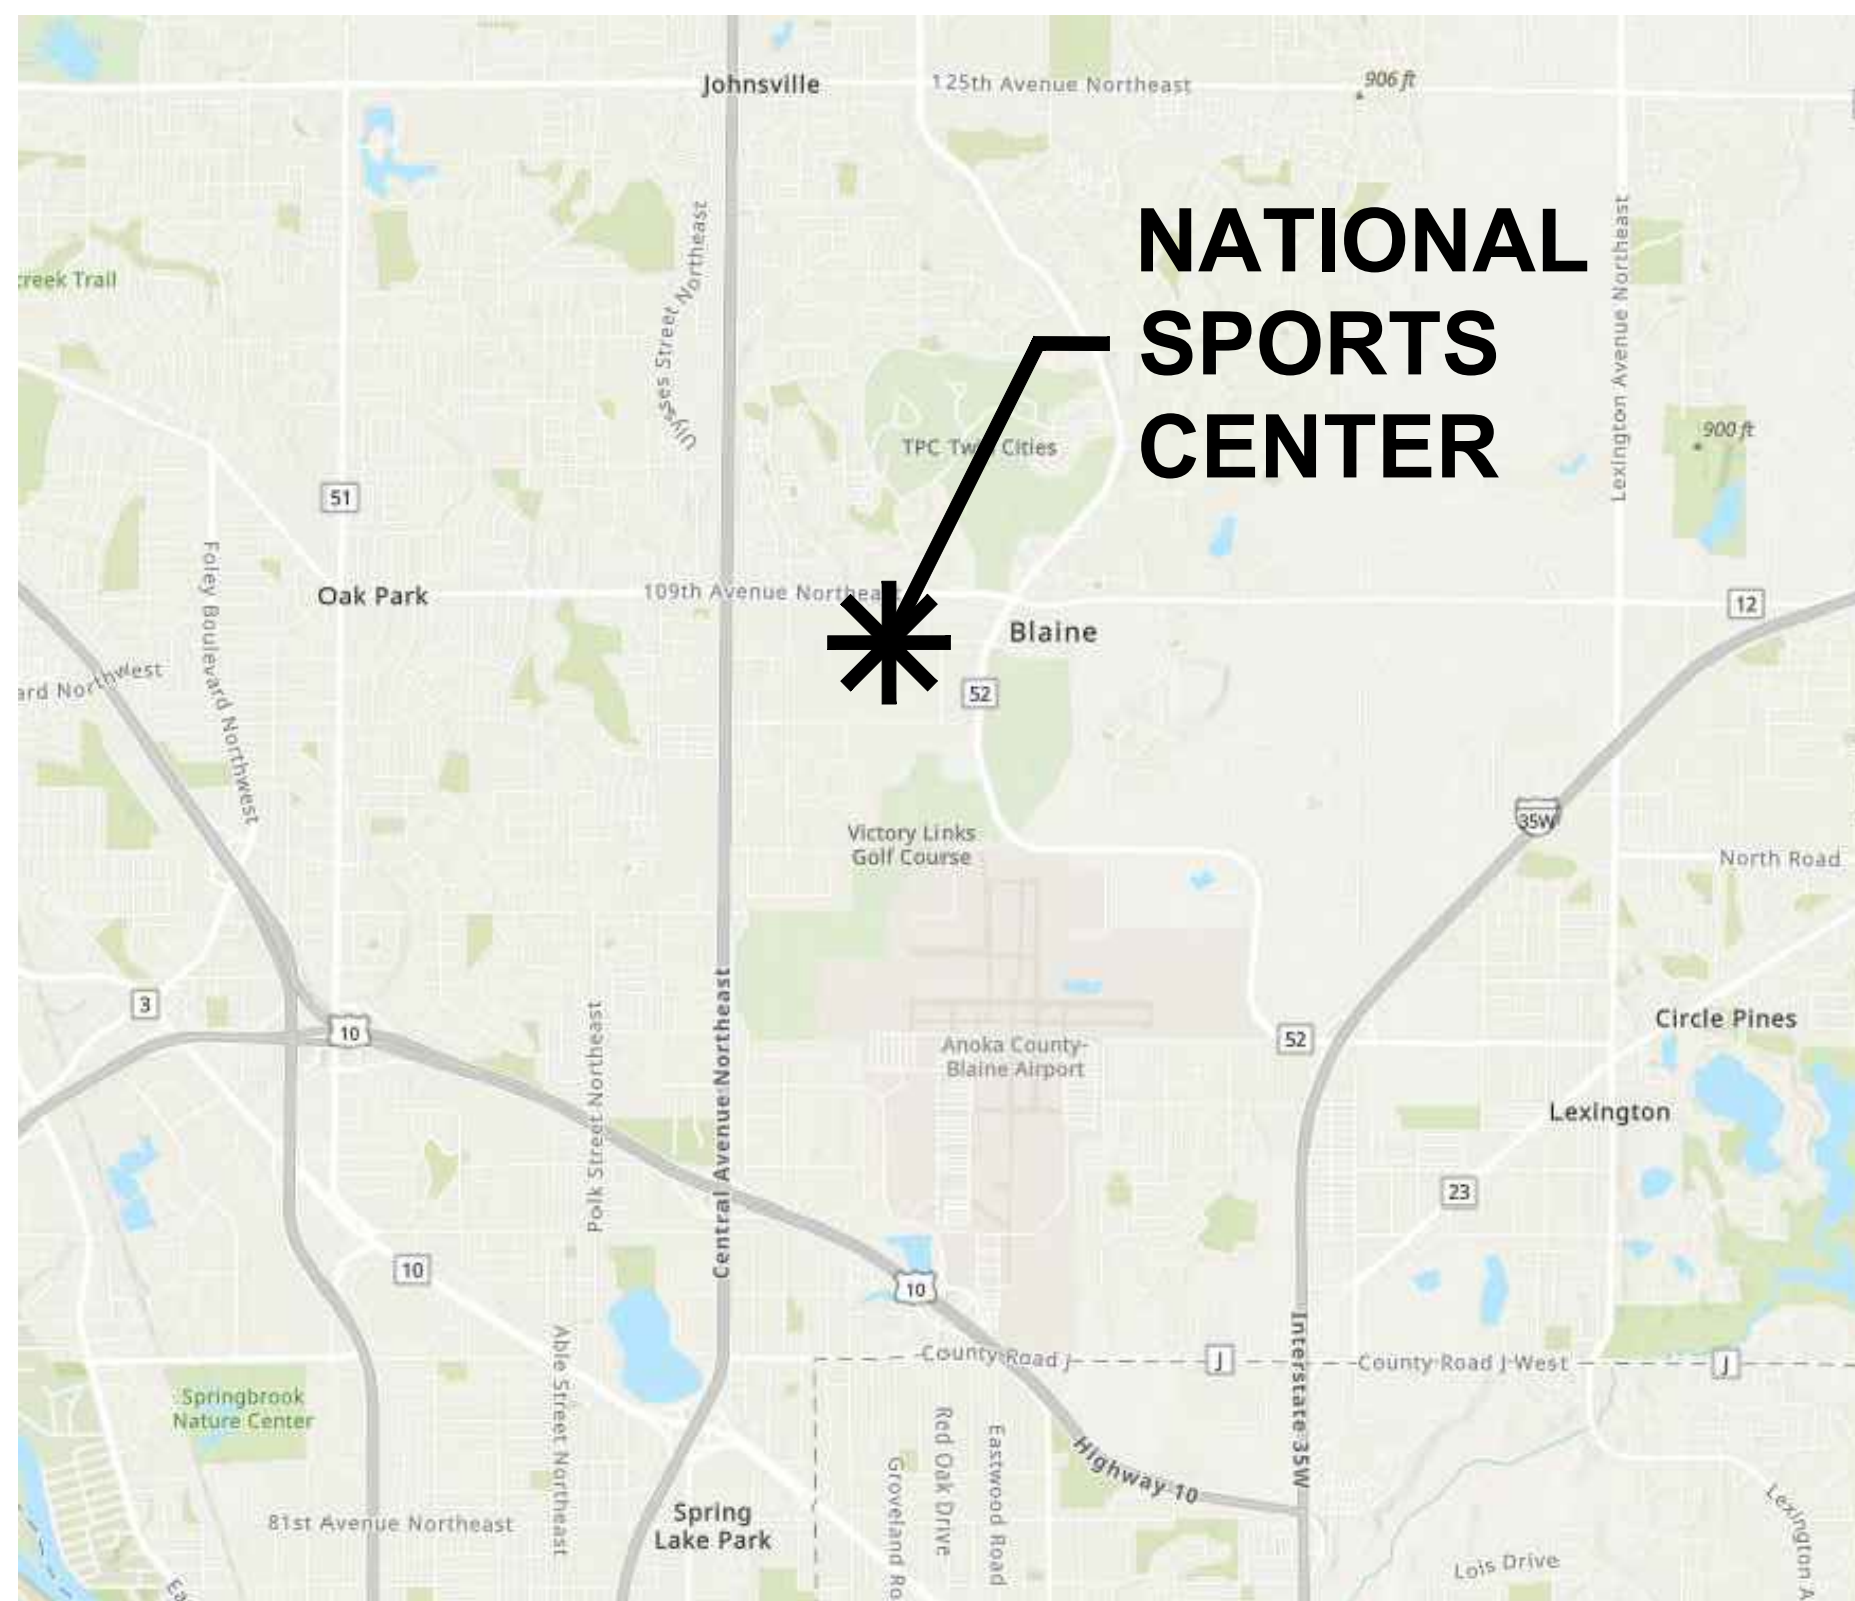 Johnsville
125th Avenue Northeast
906 ft
NATIONAL
SPORTS
CENTER
Ulysses Street Northeast
Lexington Avenue Northeast
creek Trail
TPC Twin Cities
900 ft
51
Foley Boulevard Northwest
Oak Park
109th Avenue Northeast
12
Blaine
ard Northwest
52
35W
Victory Links
Golf Course
North Road
3
10
Polk Street Northeast
Central Avenue Northeast
Anoka County-
Blaine Airport
52
Circle Pines
Lexington
23
10
10
Interstate 35W
County Road J
J
County Road J West
J
Able Street Northeast
Springbrook
Nature Center
Red Oak Drive
Eastwood Road
Groveland Ro
Highway 10
81st Avenue Northeast
Spring
Lake Park
Lois Drive
Lexington A
Ea